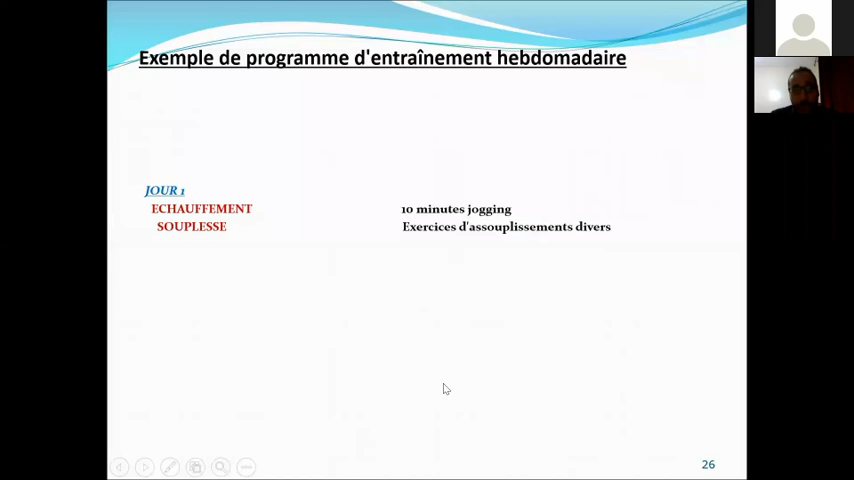 Exemple de programme d'entraînement hebdomadaire
JOUR 1
ECHAUFFEMENT 10 minutes jogging
SOUPLESSE Exercices d'assouplissements divers
26